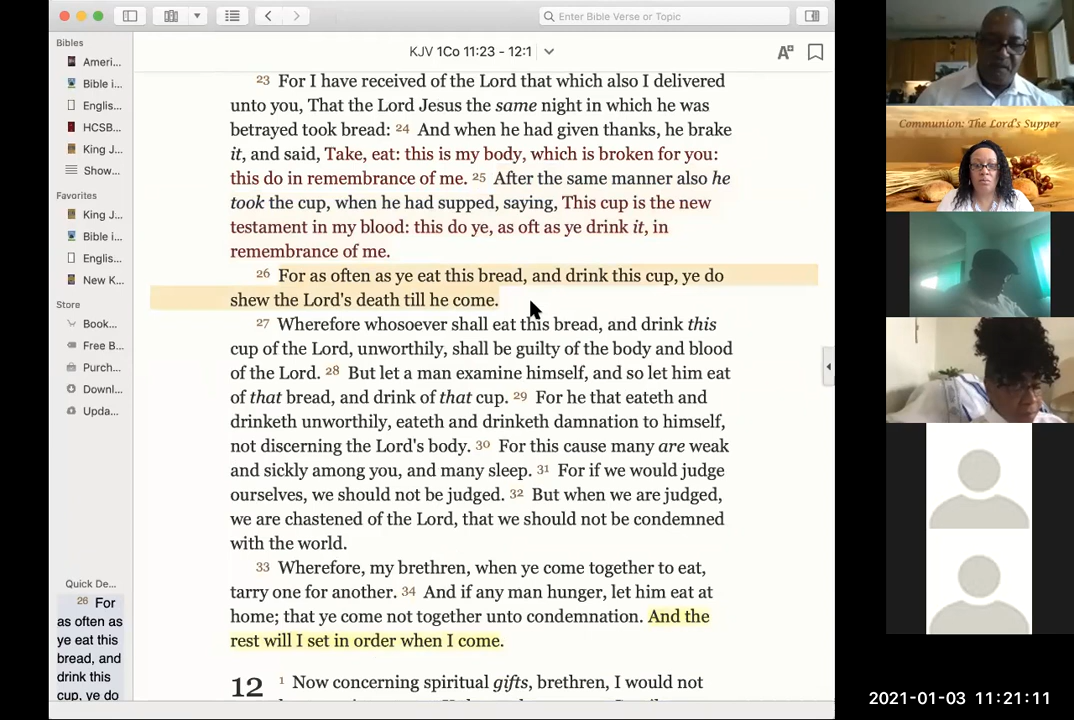 Enter Bible Verse or Topic
KJV 1Co 11:23 - 12:1
Bibles
Ameri...
Bible i...
Englis...
HCSB...
King J...
Show...
Favorites
King J...
Bible i...
Englis...
New K...
Store
Book...
Free B...
Purch...
Downl...
Upda...
Quick De...
26 For
as often as
ye eat this
bread, and
drink this
cup, ye do
23 For I have received of the Lord that which also I delivered
unto you, That the Lord Jesus the same night in which he was
betrayed took bread: 24 And when he had given thanks, he brake
it, and said, Take, eat: this is my body, which is broken for you:
this do in remembrance of me. 25 After the same manner also he
took the cup, when he had supped, saying, This cup is the new
testament in my blood: this do ye, as oft as ye drink it, in
remembrance of me.
26 For as often as ye eat this bread, and drink this cup, ye do
shew the Lord's death till he come.
27 Wherefore whosoever shall eat this bread, and drink this
cup of the Lord, unworthily, shall be guilty of the body and blood
of the Lord. 28 But let a man examine himself, and so let him eat
of that bread, and drink of that cup. 29 For he that eateth and
drinketh unworthily, eateth and drinketh damnation to himself,
not discerning the Lord's body. 30 For this cause many are weak
and sickly among you, and many sleep. 31 For if we would judge
ourselves, we should not be judged. 32 But when we are judged,
we are chastened of the Lord, that we should not be condemned
with the world.
33 Wherefore, my brethren, when ye come together to eat,
tarry one for another. 34 And if any man hunger, let him eat at
home; that ye come not together unto condemnation. And the
rest will I set in order when I come.
12 1 Now concerning spiritual gifts, brethren, I would not
Communion: The Lord's Supper
2021-01-03 11:21:11